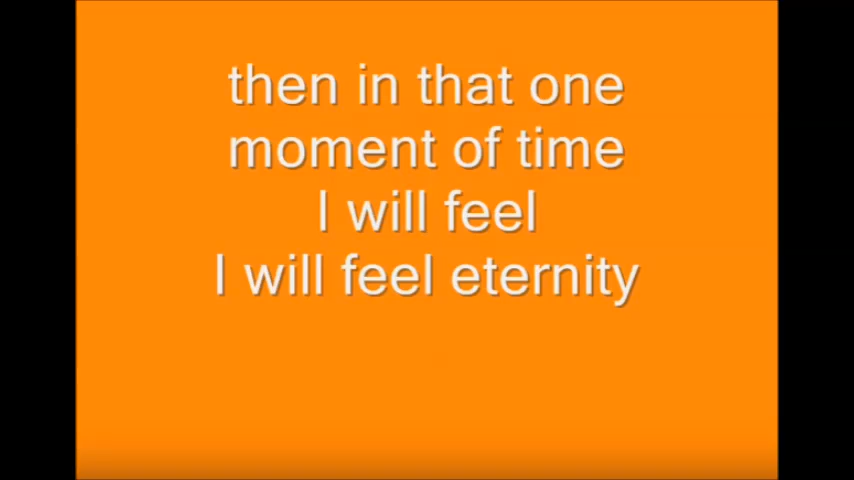 then in that one
moment of time
I will feel
I will feel eternity